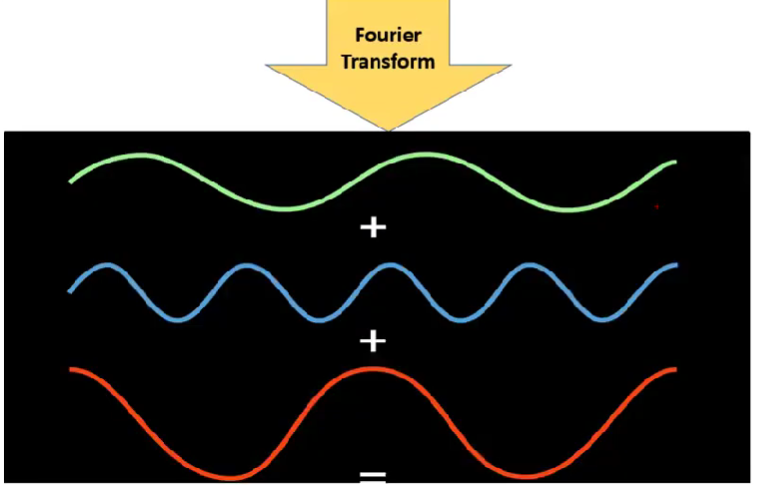 Fourier
Transform
+
+
=